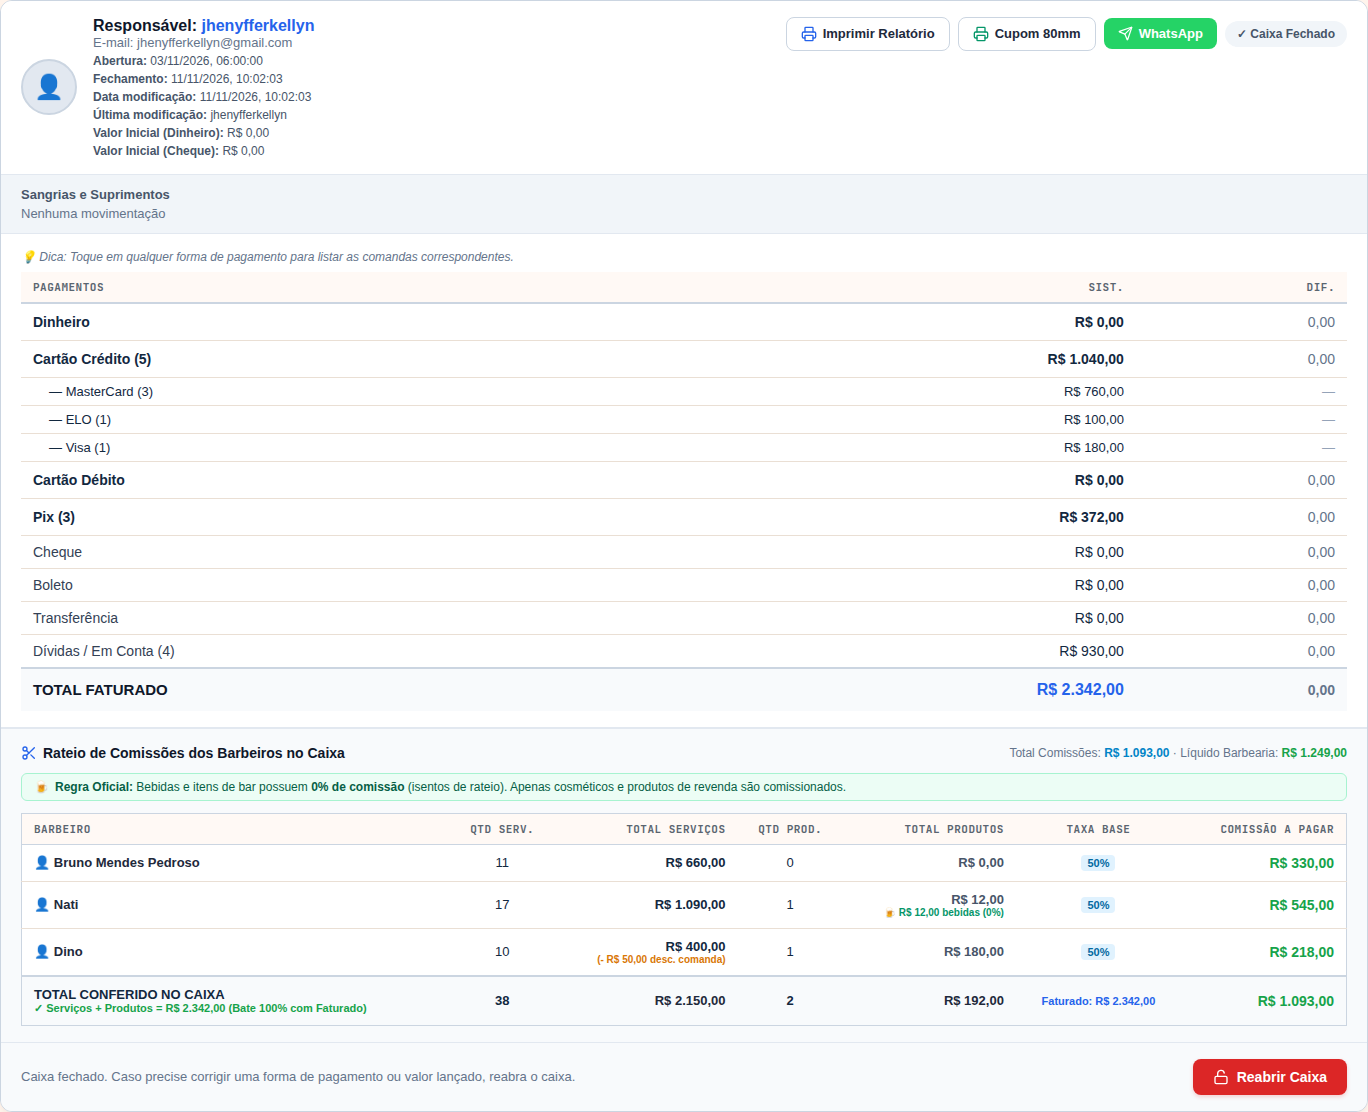 Responsável: jhenyfferkellyn
E-mail: jhenyfferkellyn@gmail.com
Abertura: 03/11/2026, 06:00:00
Fechamento: 11/11/2026, 10:02:03
Data modificação: 11/11/2026, 10:02:03
Última modificação: jhenyfferkellyn
Valor Inicial (Dinheiro): R$ 0,00
Valor Inicial (Cheque): R$ 0,00
Imprimir Relatório
Cupom 80mm
WhatsApp
✓ Caixa Fechado
Sangrias e Suprimentos
Nenhuma movimentação
💡 Dica: Toque em qualquer forma de pagamento para listar as comandas correspondentes.
PAGAMENTOS SIST. DIF.
Dinheiro R$ 0,00 0,00
Cartão Crédito (5) R$ 1.040,00 0,00
— MasterCard (3) R$ 760,00 —
— ELO (1) R$ 100,00 —
— Visa (1) R$ 180,00 —
Cartão Débito R$ 0,00 0,00
Pix (3) R$ 372,00 0,00
Cheque R$ 0,00 0,00
Boleto R$ 0,00 0,00
Transferência R$ 0,00 0,00
Dívidas / Em Conta (4) R$ 930,00 0,00
TOTAL FATURADO R$ 2.342,00 0,00
Rateio de Comissões dos Barbeiros no Caixa
Total Comissões: R$ 1.093,00 · Líquido Barbearia: R$ 1.249,00
🍺 Regra Oficial: Bebidas e itens de bar possuem 0% de comissão (isentos de rateio). Apenas cosméticos e produtos de revenda são comissionados.
BARBEIRO QTD SERV. TOTAL SERVIÇOS QTD PROD. TOTAL PRODUTOS TAXA BASE COMISSÃO A PAGAR
👤 Bruno Mendes Pedroso 11 R$ 660,00 0 R$ 0,00 50% R$ 330,00
👤 Nati 17 R$ 1.090,00 1 R$ 12,00 50% R$ 545,00
🍺 R$ 12,00 bebidas (0%)
👤 Dino 10 R$ 400,00 1 R$ 180,00 50% R$ 218,00
(- R$ 50,00 desc. comanda)
TOTAL CONFERIDO NO CAIXA 38 R$ 2.150,00 2 R$ 192,00 Faturado: R$ 2.342,00 R$ 1.093,00
✓ Serviços + Produtos = R$ 2.342,00 (Bate 100% com Faturado)
Caixa fechado. Caso precise corrigir uma forma de pagamento ou valor lançado, reabra o caixa.
Reabrir Caixa